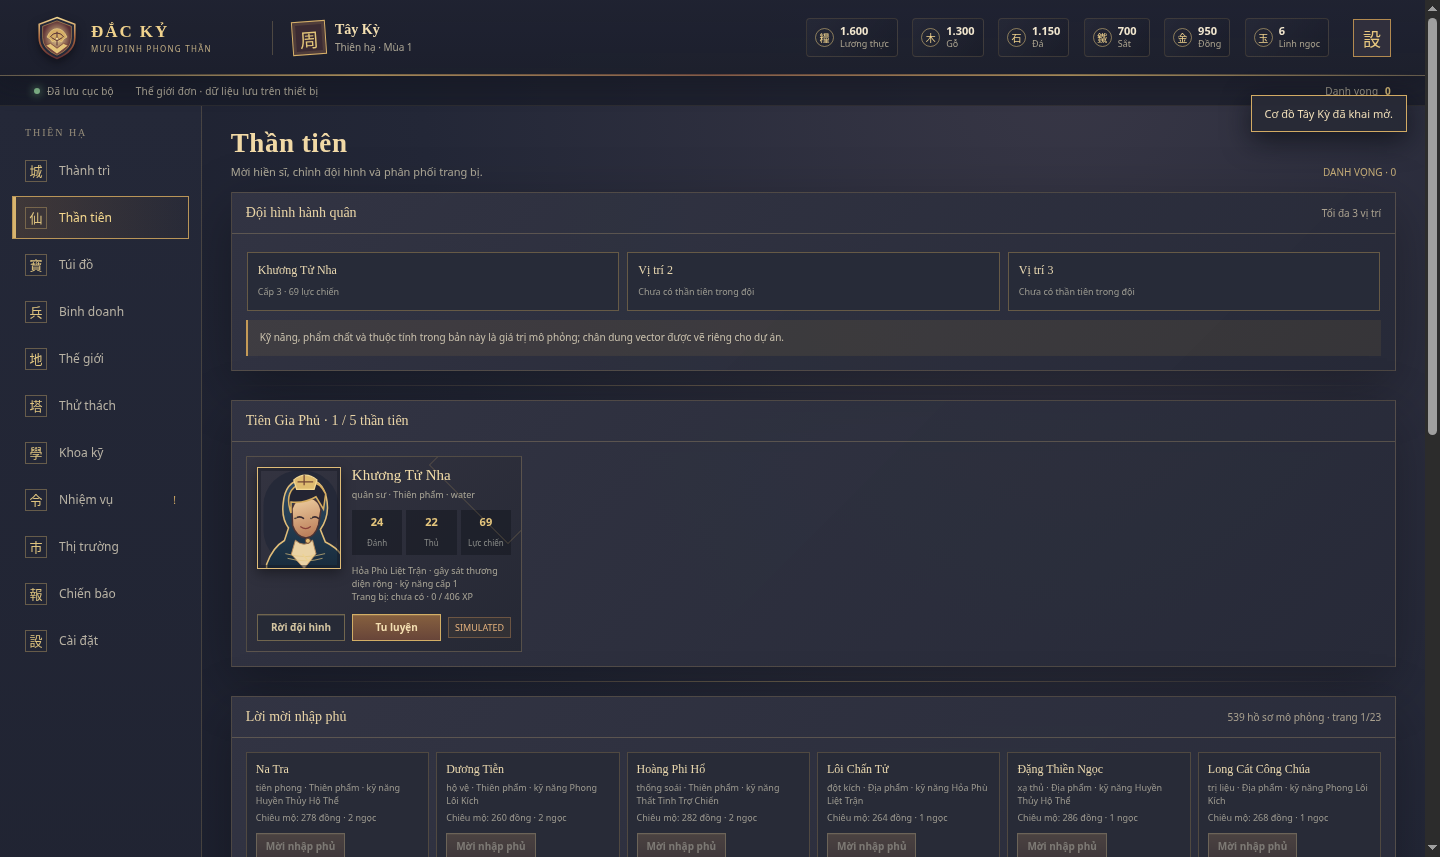 ĐẮC KỶ
MƯU ĐỊNH PHONG THẦN
周
Tây Kỳ
Thiên hạ · Mùa 1
糧 1.600 Lương thực
木 1.300 Gỗ
石 1.150 Đá
鐵 700 Sắt
金 950 Đồng
玉 6 Linh ngọc
設
Đã lưu cục bộ
Thế giới đơn · dữ liệu lưu trên thiết bị
Danh vọng 0
Cơ đồ Tây Kỳ đã khai mở.
THIÊN HẠ
城 Thành trì
仙 Thần tiên
寶 Túi đồ
兵 Binh doanh
地 Thế giới
塔 Thử thách
學 Khoa kỹ
令 Nhiệm vụ !
市 Thị trường
報 Chiến báo
設 Cài đặt
Thần tiên
Mời hiền sĩ, chỉnh đội hình và phân phối trang bị.
DANH VỌNG · 0
Đội hình hành quân
Tối đa 3 vị trí
Khương Tử Nha
Cấp 3 · 69 lực chiến
Vị trí 2
Chưa có thần tiên trong đội
Vị trí 3
Chưa có thần tiên trong đội
Kỹ năng, phẩm chất và thuộc tính trong bản này là giá trị mô phỏng; chân dung vector được vẽ riêng cho dự án.
Tiên Gia Phủ · 1 / 5 thần tiên
Khương Tử Nha
quân sư · Thiên phẩm · water
24 Đánh
22 Thủ
69 Lực chiến
Hỏa Phù Liệt Trận · gây sát thương
diện rộng · kỹ năng cấp 1
Trang bị: chưa có · 0 / 406 XP
Rời đội hình
Tu luyện
SIMULATED
Lời mời nhập phủ
539 hồ sơ mô phỏng · trang 1/23
Na Tra
tiên phong · Thiên phẩm · kỹ năng
Huyền Thủy Hộ Thể
Chiêu mộ: 278 đồng · 2 ngọc
Mời nhập phủ
Dương Tiễn
hộ vệ · Thiên phẩm · kỹ năng Phong
Lôi Kích
Chiêu mộ: 260 đồng · 2 ngọc
Mời nhập phủ
Hoàng Phi Hổ
thống soái · Thiên phẩm · kỹ năng
Thất Tinh Trợ Chiến
Chiêu mộ: 282 đồng · 2 ngọc
Mời nhập phủ
Lôi Chấn Tử
đột kích · Địa phẩm · kỹ năng Hỏa Phù
Liệt Trận
Chiêu mộ: 264 đồng · 1 ngọc
Mời nhập phủ
Đặng Thiền Ngọc
xạ thủ · Địa phẩm · kỹ năng Huyền
Thủy Hộ Thể
Chiêu mộ: 286 đồng · 1 ngọc
Mời nhập phủ
Long Cát Công Chúa
trị liệu · Địa phẩm · kỹ năng Phong Lôi
Kích
Chiêu mộ: 268 đồng · 1 ngọc
Mời nhập phủ